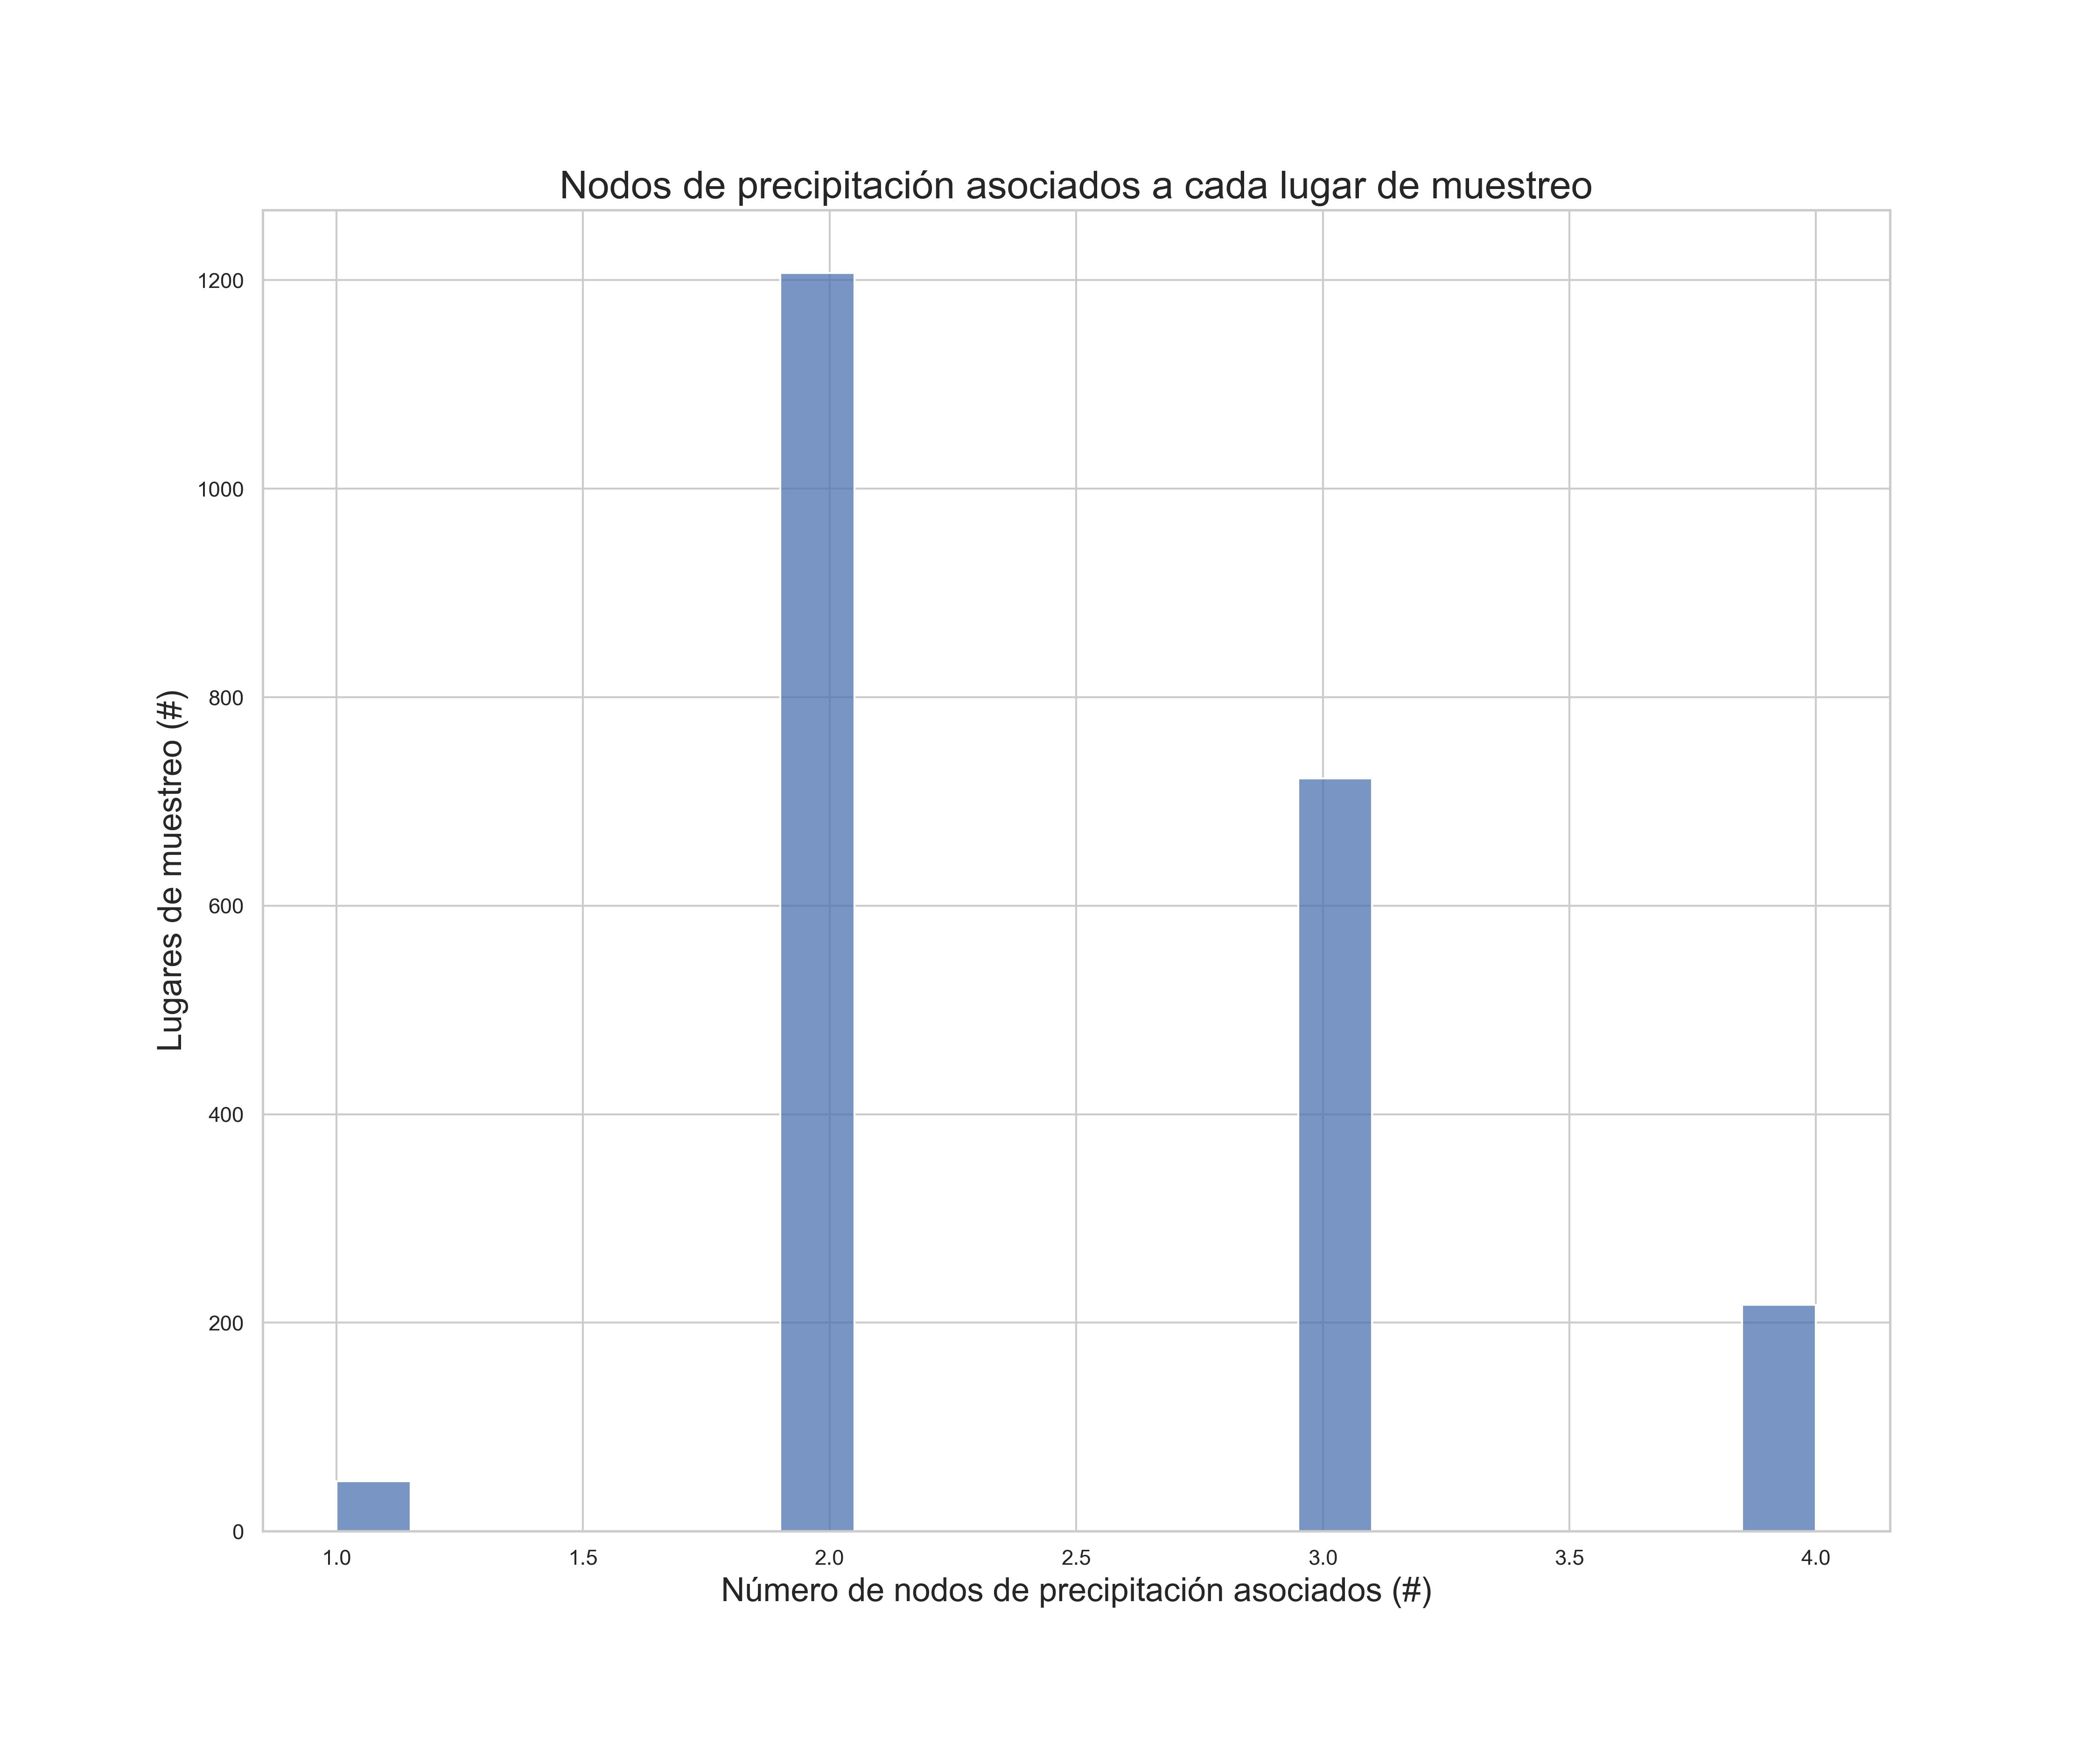 Nodos de precipitación asociados a cada lugar de muestreo
1200
1000
800
600
400
200
0
Lugares de muestreo (#)
1.0 1.5 2.0 2.5 3.0 3.5 4.0
Número de nodos de precipitación asociados (#)